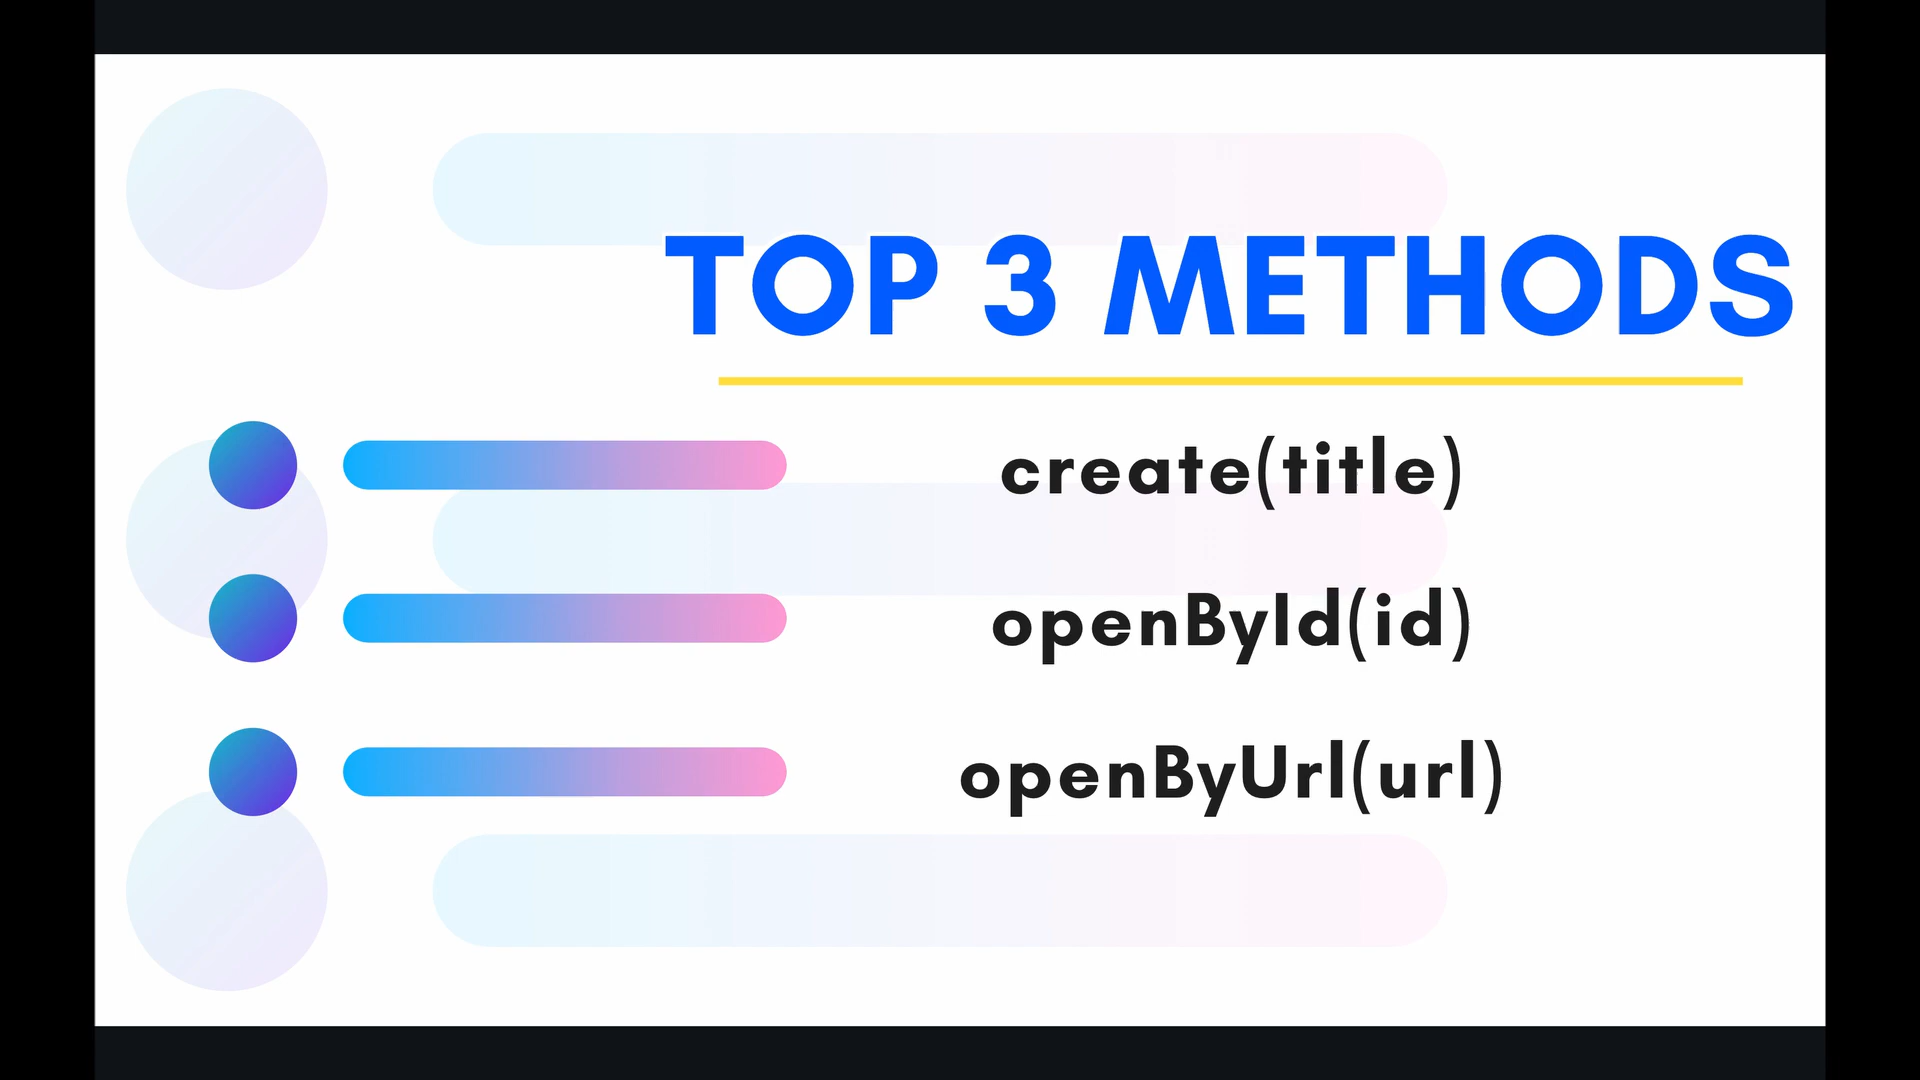 TOP 3 METHODS
create(title)
openById(id)
openByUrl(url)